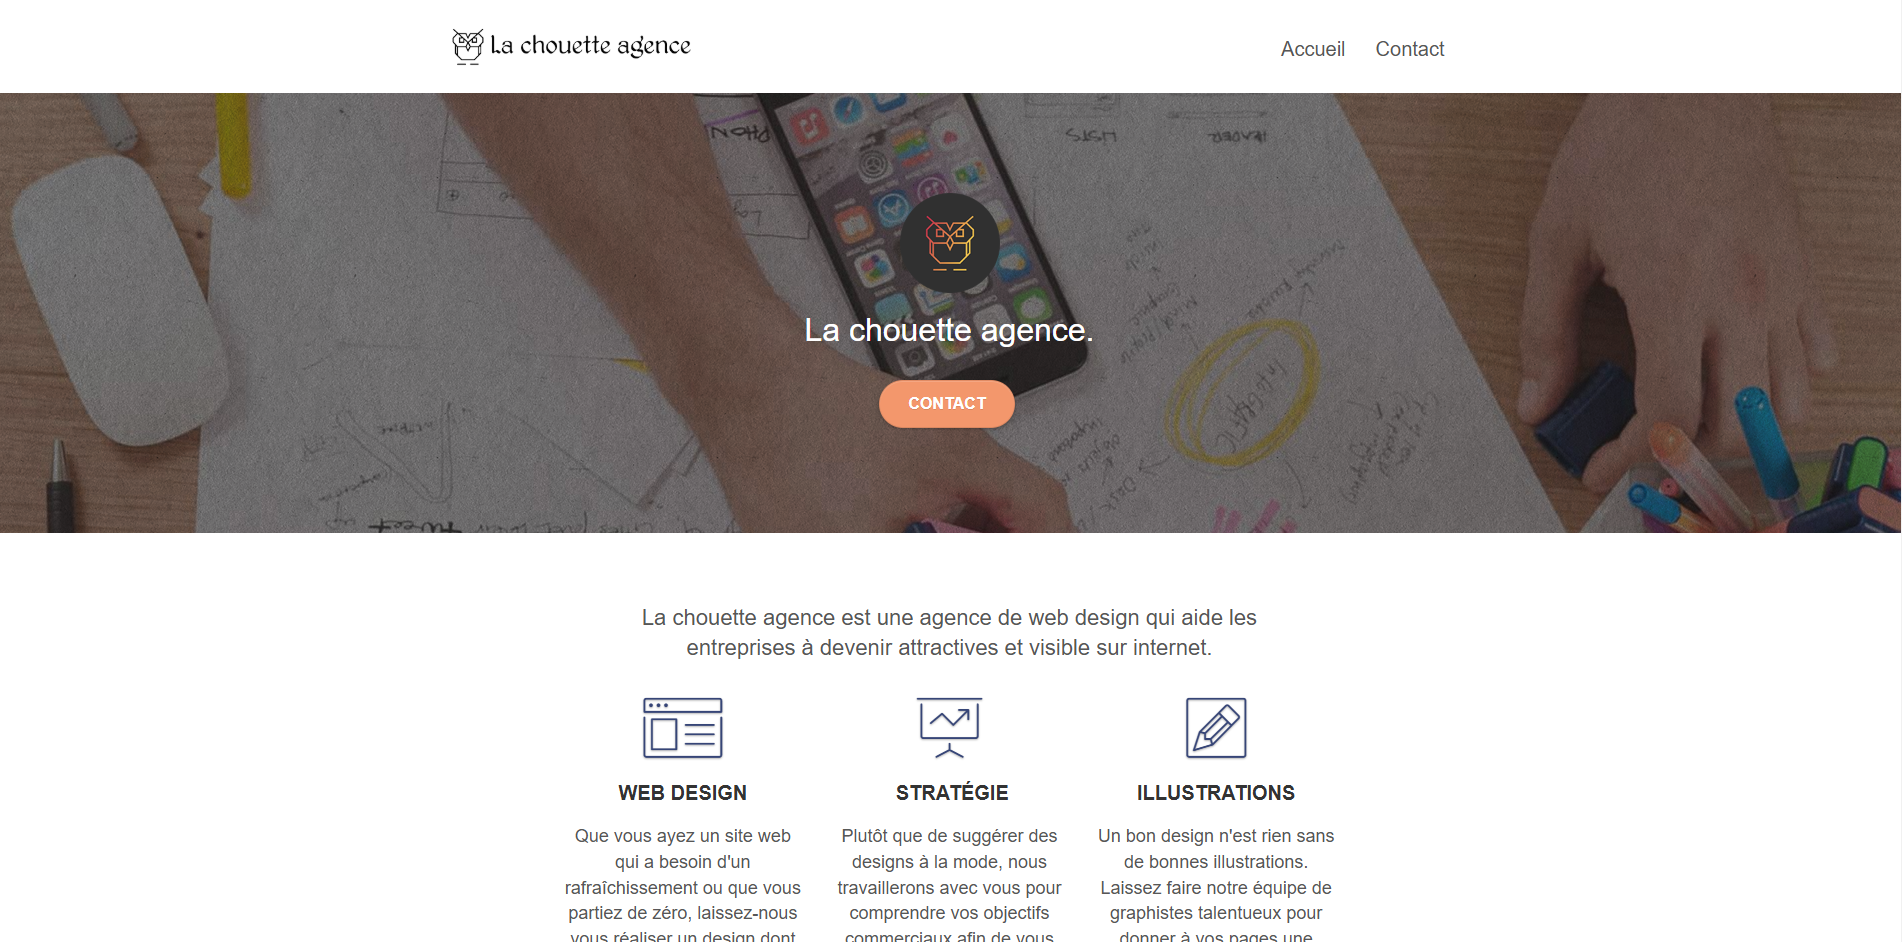 La chouette agence
Accueil Contact
PHON
LISTS
HEADER
La chouette agence.
CONTACT
La chouette agence est une agence de web design qui aide les
entreprises à devenir attractives et visible sur internet.
WEB DESIGN
Que vous ayez un site web
qui a besoin d'un
rafraîchissement ou que vous
partiez de zéro, laissez-nous
vous réaliser un design dont
STRATÉGIE
Plutôt que de suggérer des
designs à la mode, nous
travaillerons avec vous pour
comprendre vos objectifs
commerciaux afin de vous
ILLUSTRATIONS
Un bon design n'est rien sans
de bonnes illustrations.
Laissez faire notre équipe de
graphistes talentueux pour
donner à vos pages une